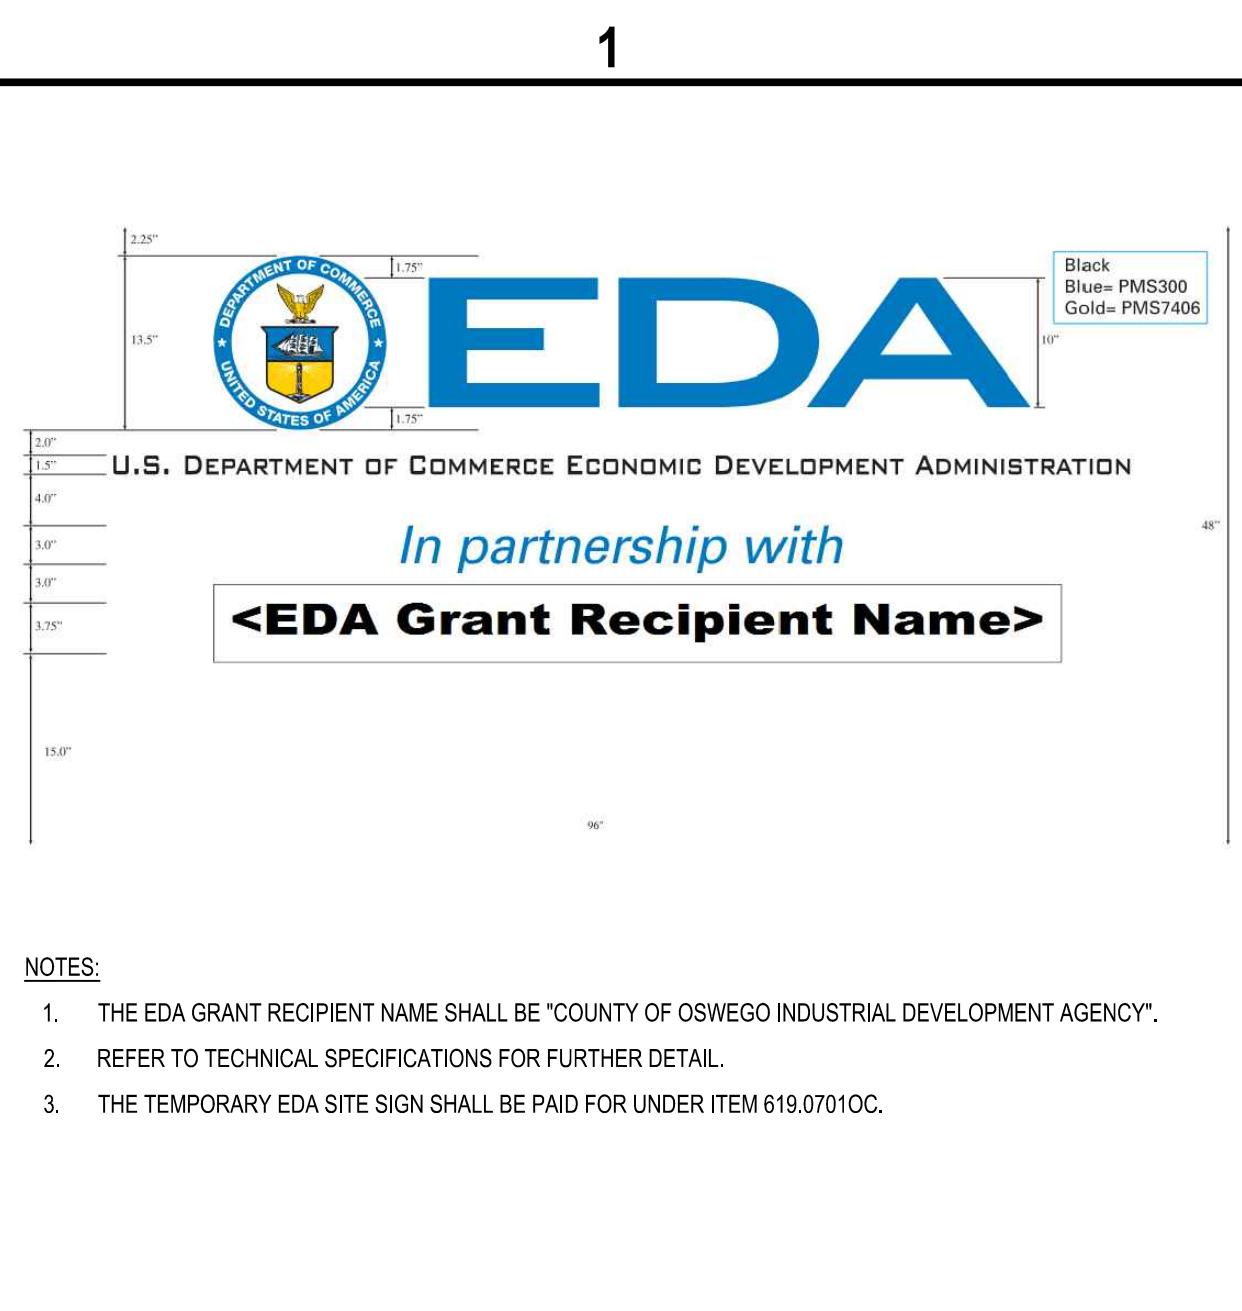 1
2.25"
DEPARTMENT OF COMMERCE
UNITED STATES OF AMERICA
1.75"
EDA
Black
Blue= PMS300
Gold= PMS7406
13.5"
10"
1.75"
2.0"
1.5"
U.S. DEPARTMENT OF COMMERCE ECONOMIC DEVELOPMENT ADMINISTRATION
4.0"
48"
3.0"
In partnership with
3.0"
<EDA Grant Recipient Name>
3.75"
15.0"
96"
NOTES:
1. THE EDA GRANT RECIPIENT NAME SHALL BE "COUNTY OF OSWEGO INDUSTRIAL DEVELOPMENT AGENCY".
2. REFER TO TECHNICAL SPECIFICATIONS FOR FURTHER DETAIL.
3. THE TEMPORARY EDA SITE SIGN SHALL BE PAID FOR UNDER ITEM 619.0701OC.